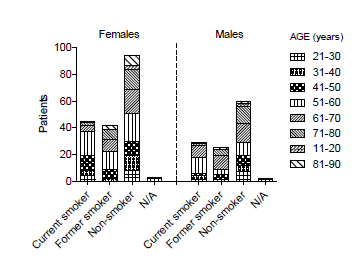 Females
Males
Patients
100
80
60
40
20
0
Current smoker
Former smoker
Non-smoker
N/A
Current smoker
Former smoker
Non-smoker
N/A
AGE (years)
21-30
31-40
41-50
51-60
61-70
71-80
11-20
81-90